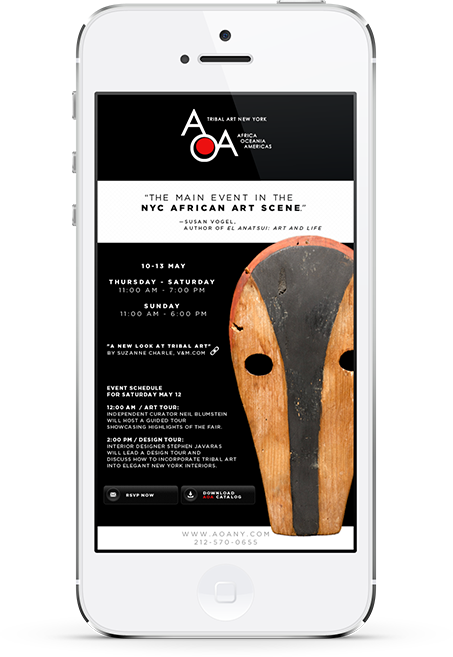 TRIBAL ART NEW YORK
AOA
AFRICA
OCEANIA
AMERICAS
"THE MAIN EVENT IN THE
NYC AFRICAN ART SCENE."
—SUSAN VOGEL,
AUTHOR OF EL ANATSUI: ART AND LIFE
10-13 MAY
THURSDAY - SATURDAY
11:00 AM - 7:00 PM
SUNDAY
11:00 AM - 6:00 PM
"A NEW LOOK AT TRIBAL ART"
BY SUZANNE CHARLE, V&M.COM
EVENT SCHEDULE
FOR SATURDAY MAY 12
12:00 AM / ART TOUR:
INDEPENDENT CURATOR NEIL BLUMSTEIN
WILL HOST A GUIDED TOUR
SHOWCASING HIGHLIGHTS OF THE FAIR.
2:00 PM / DESIGN TOUR:
INTERIOR DESIGNER STEPHEN JAVARAS
WILL LEAD A DESIGN TOUR AND
DISCUSS HOW TO INCORPORATE TRIBAL ART
INTO ELEGANT NEW YORK INTERIORS.
RSVP NOW
DOWNLOAD
AOA CATALOG
WWW.AOANY.COM
212-570-0655